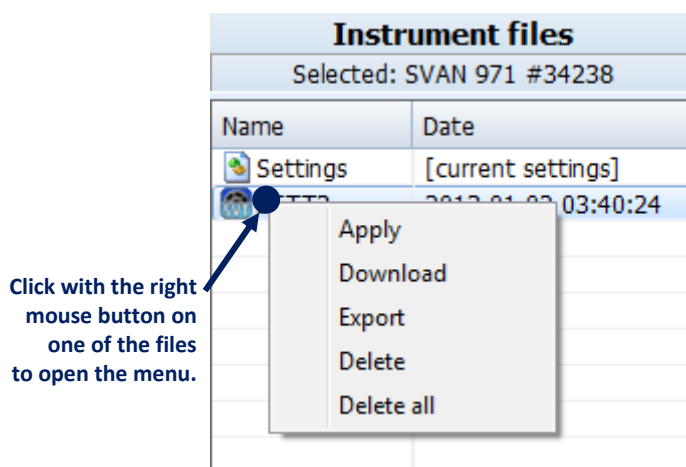 Instrument files
Selected: SVAN 971 #34238
Name Date
Settings [current settings]
03:40:24
Apply
Download
Export
Delete
Delete all
Click with the right
mouse button on
one of the files
to open the menu.